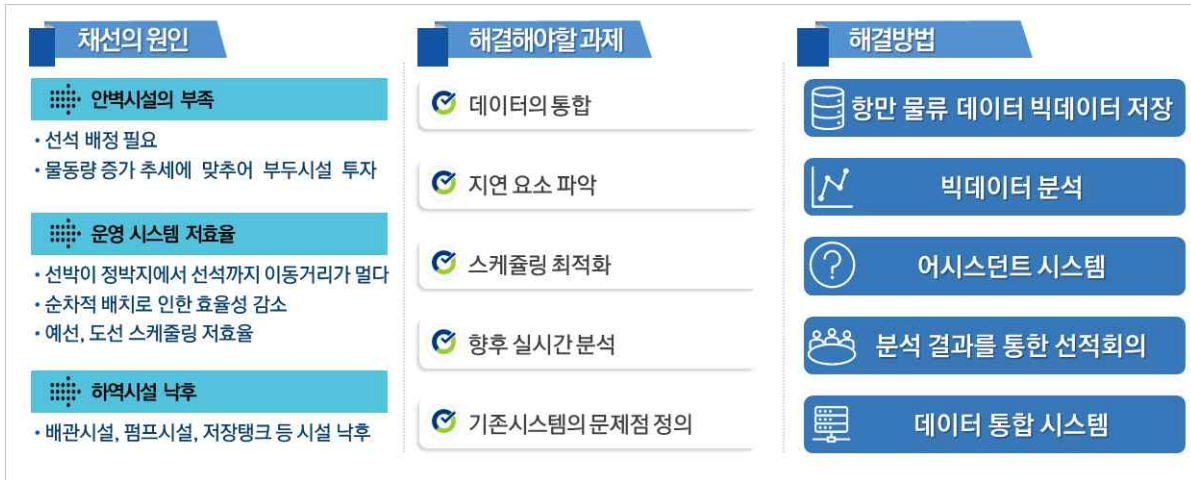 채선의 원인
안벽시설의 부족
• 선석 배정 필요
• 물동량 증가 추세에 맞추어 부두시설 투자
운영 시스템 저효율
• 선박이 정박지에서 선석까지 이동거리가 멀다
• 순차적 배치로 인한 효율성 감소
• 예선, 도선 스케줄링 저효율
하역시설 낙후
• 배관시설, 펌프시설, 저장탱크 등 시설 낙후
해결해야할 과제
데이터의 통합
지연 요소 파악
스케쥴링 최적화
향후 실시간 분석
기존시스템의 문제점 정의
해결방법
항만 물류 데이터 빅데이터 저장
빅데이터 분석
어시스던트 시스템
분석 결과를 통한 선적회의
데이터 통합 시스템